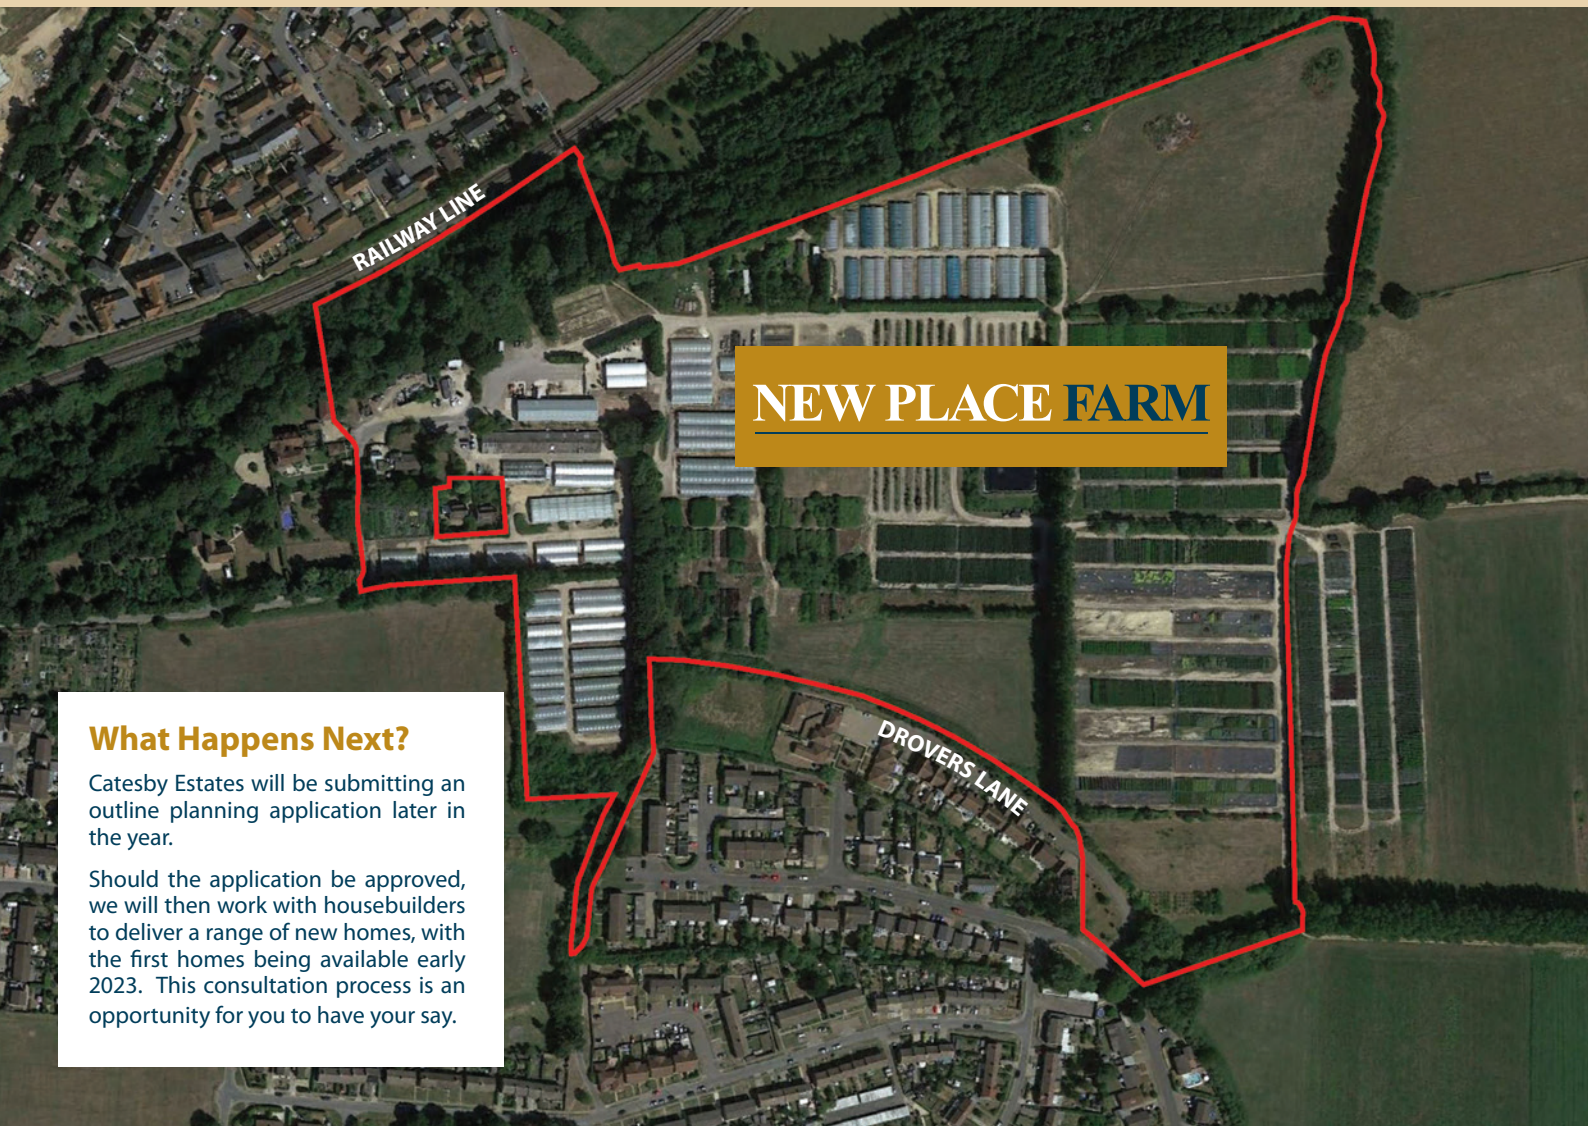 RAILWAY LINE
NEW PLACE FARM
DROVERS LANE
What Happens Next?
Catesby Estates will be submitting an
outline planning application later in
the year.
Should the application be approved,
we will then work with housebuilders
to deliver a range of new homes, with
the first homes being available early
2023. This consultation process is an
opportunity for you to have your say.